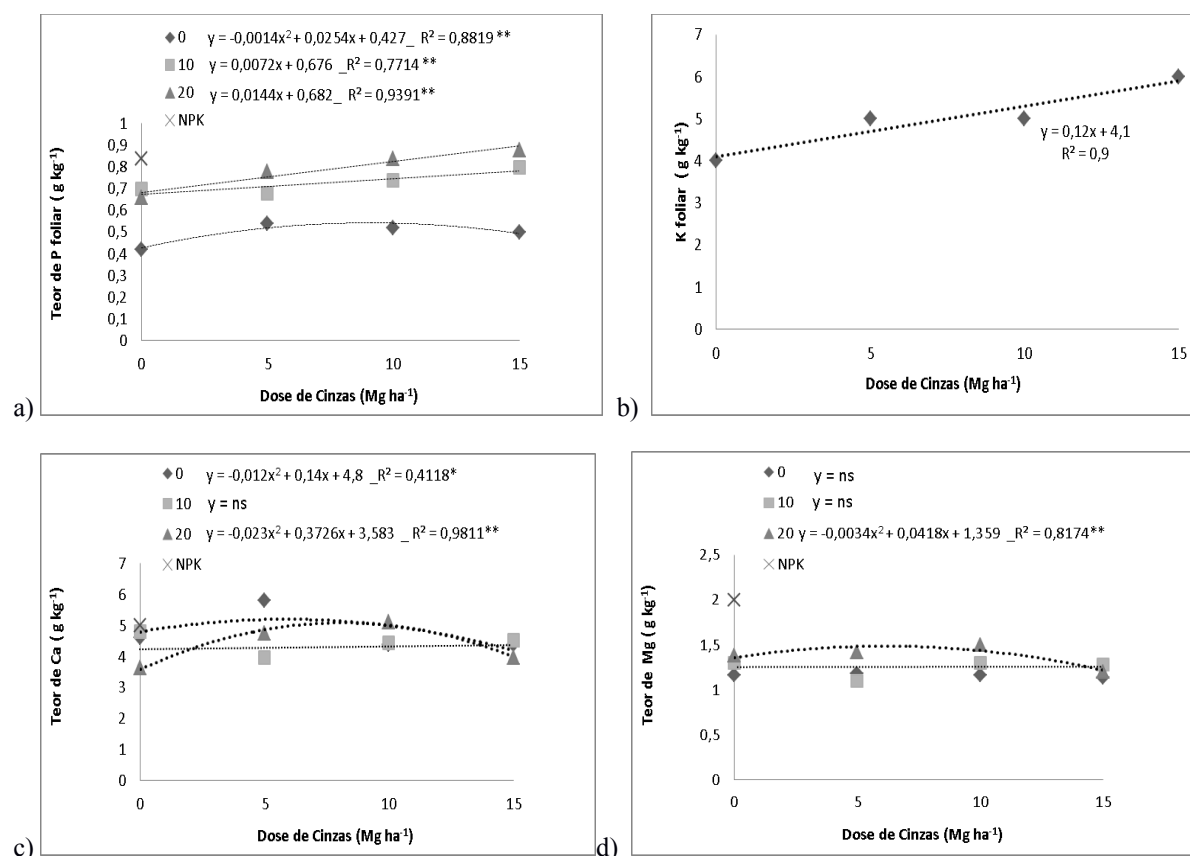 0 y = -0,0014x² + 0,0254x + 0,427_ R² = 0,8819 **
10 y = 0,0072x + 0,676 _R² = 0,7714 **
20 y = 0,0144x + 0,682_ R² = 0,9391**
NPK
Teor de P foliar ( g kg⁻¹)
1
0,9
0,8
0,7
0,6
0,5
0,4
0,3
0,2
0,1
0
0 5 10 15
Dose de Cinzas (Mg ha⁻¹)
a)
K foliar ( g kg⁻¹)
7
6
5
4
3
2
1
0
y = 0,12x + 4,1
R² = 0,9
0 5 10 15
Dose de Cinzas (Mg ha⁻¹)
b)
0 y = -0,012x² + 0,14x + 4,8 _R² = 0,4118*
10 y = ns
20 y = -0,023x² + 0,3726x + 3,583 _ R² = 0,9811**
NPK
Teor de Ca ( g kg⁻¹)
7
6
5
4
3
2
1
0
0 5 10 15
Dose de Cinzas (Mg ha⁻¹)
c)
0 y = ns
10 y = ns
20 y = -0,0034x² + 0,0418x + 1,359 _R² = 0,8174**
NPK
Teor de Mg ( g kg⁻¹)
2,5
2
1,5
1
0,5
0
0 5 10 15
Dose de Cinzas (Mg ha⁻¹)
d)